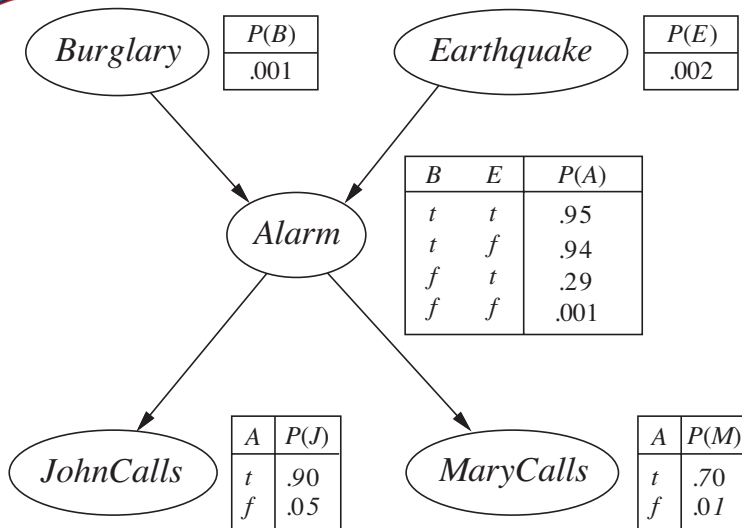 Burglary
P(B)
.001
Earthquake
P(E)
.002
Alarm
B E P(A)
t t .95
t f .94
f t .29
f f .001
JohnCalls
A P(J)
t .90
f .05
MaryCalls
A P(M)
t .70
f .01